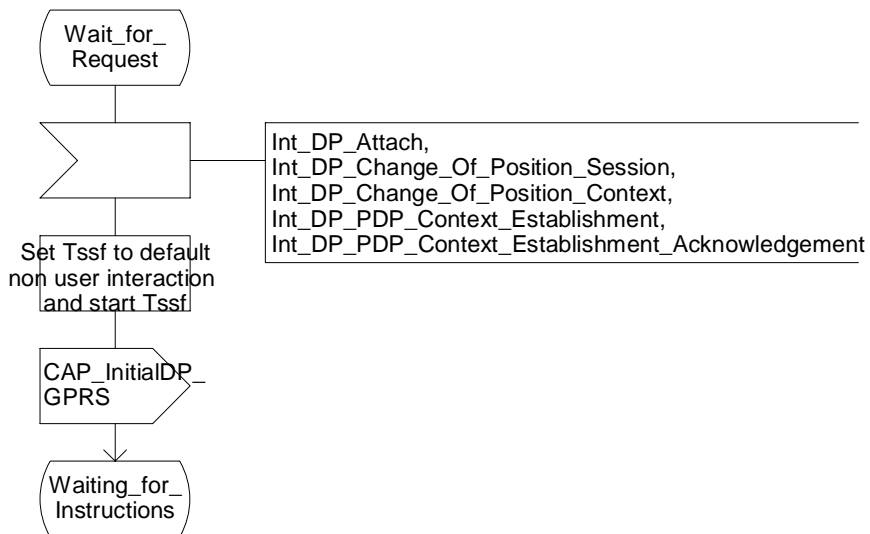 Wait_for_
Request
Int_DP_Attach,
Int_DP_Change_Of_Position_Session,
Int_DP_Change_Of_Position_Context,
Int_DP_PDP_Context_Establishment,
Int_DP_PDP_Context_Establishment_Acknowledgement
Set Tssf to default
non user interaction
and start Tssf
CAP_InitialDP_
GPRS
Waiting_for_
Instructions